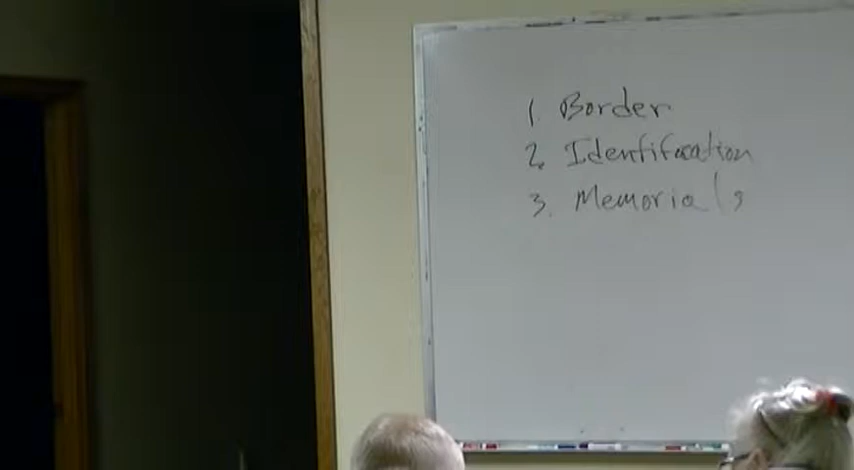 1. Border
2. Identification
3. Memorials